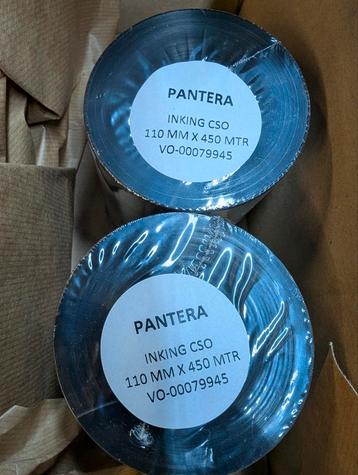 PANTERA
INKING CSO
110 MM X 450 MTR
VO-00079945
PANTERA
INKING CSO
110 MM X 450 MTR
VO-00079945